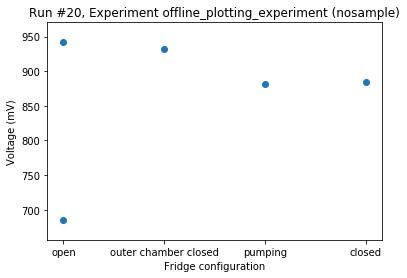 Run #20, Experiment offline_plotting_experiment (nosample)
950
900
850
800
750
700
Voltage (mV)
open
outer chamber closed
pumping
closed
Fridge configuration